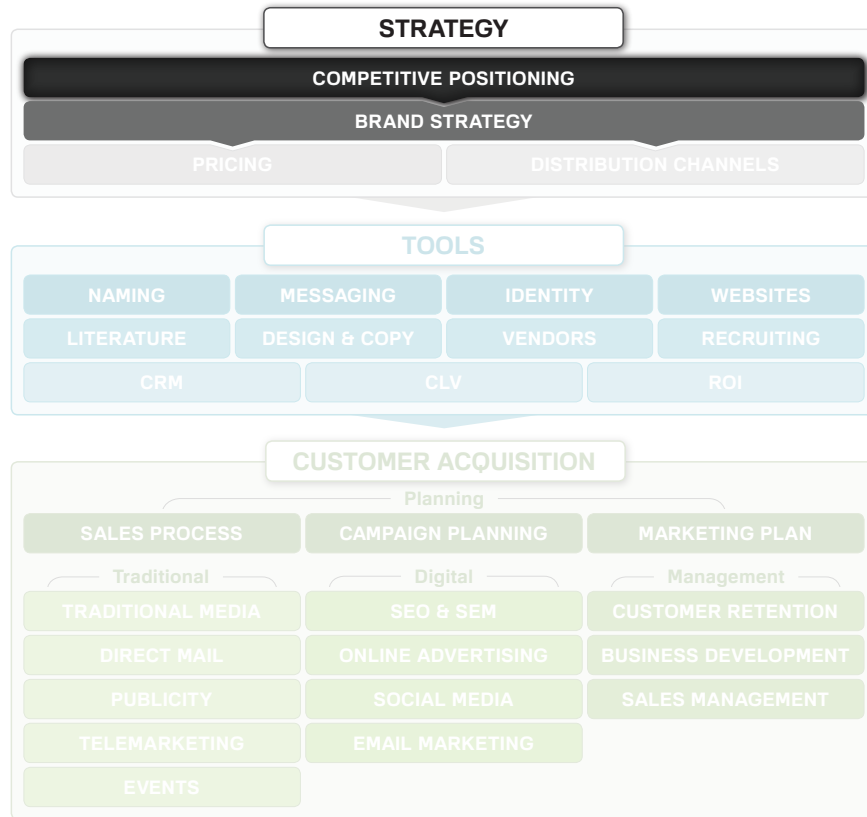 STRATEGY
COMPETITIVE POSITIONING
BRAND STRATEGY
PRICING DISTRIBUTION CHANNELS
TOOLS
NAMING MESSAGING IDENTITY WEBSITES
LITERATURE DESIGN & COPY VENDORS RECRUITING
CRM CLV ROI
CUSTOMER ACQUISITION
Planning
SALES PROCESS CAMPAIGN PLANNING MARKETING PLAN
Traditional Digital Management
TRADITIONAL MEDIA SEO & SEM CUSTOMER RETENTION
DIRECT MAIL ONLINE ADVERTISING BUSINESS DEVELOPMENT
PUBLICITY SOCIAL MEDIA SALES MANAGEMENT
TELEMARKETING EMAIL MARKETING
EVENTS